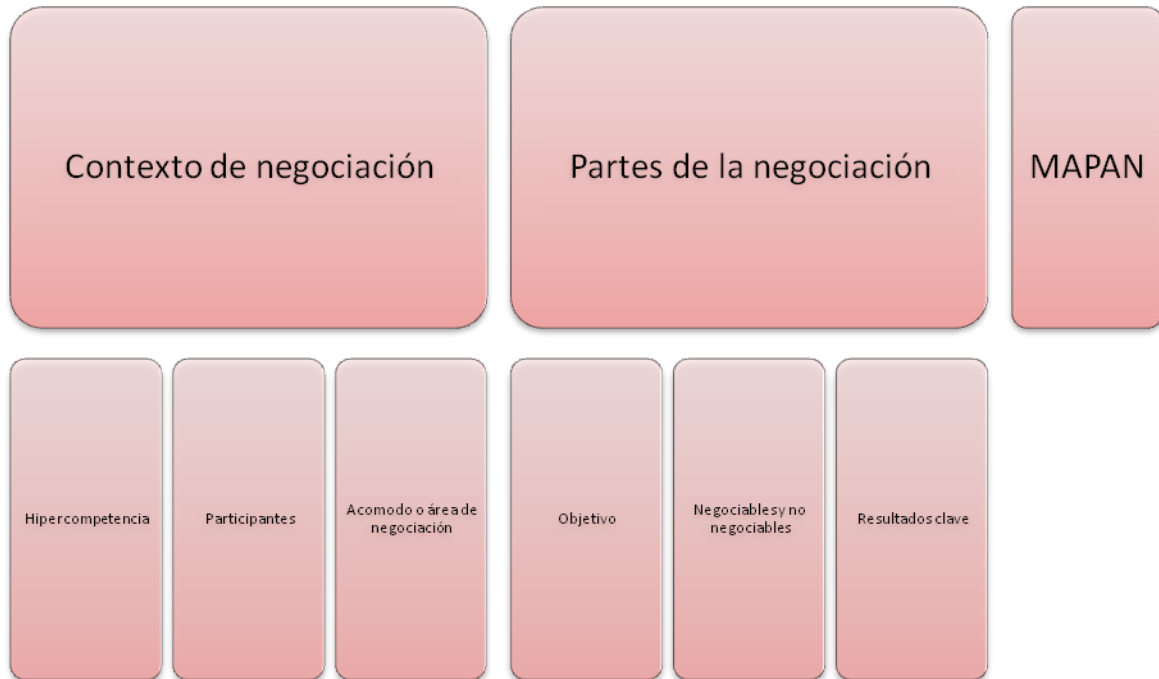 Contexto de negociación
Partes de la negociación
MAPAN
Hipercompetencia
Participantes
Acomodo o área de
negociación
Objetivo
Negociables y no
negociables
Resultados clave